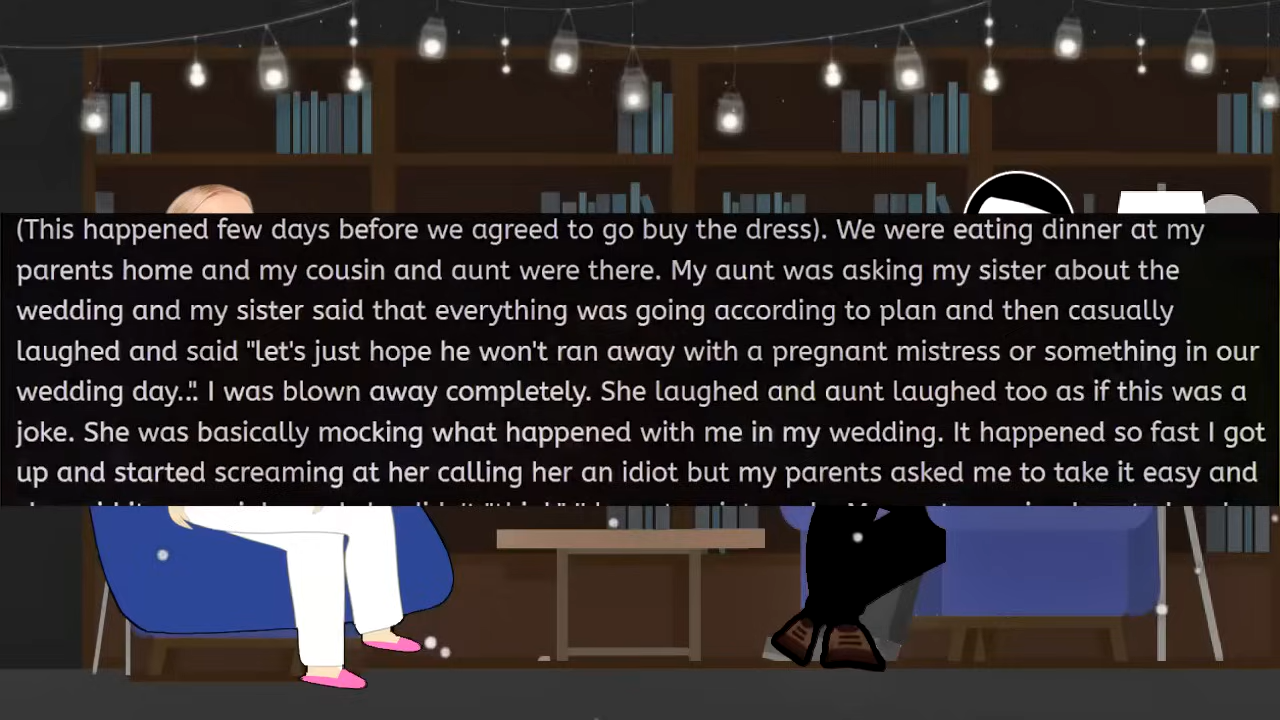 (This happened few days before we agreed to go buy the dress). We were eating dinner at my
parents home and my cousin and aunt were there. My aunt was asking my sister about the
wedding and my sister said that everything was going according to plan and then casually
laughed and said "let's just hope he won't ran away with a pregnant mistress or something in our
wedding day..". I was blown away completely. She laughed and aunt laughed too as if this was a
joke. She was basically mocking what happened with me in my wedding. It happened so fast I got
up and started screaming at her calling her an idiot but my parents asked me to take it easy and